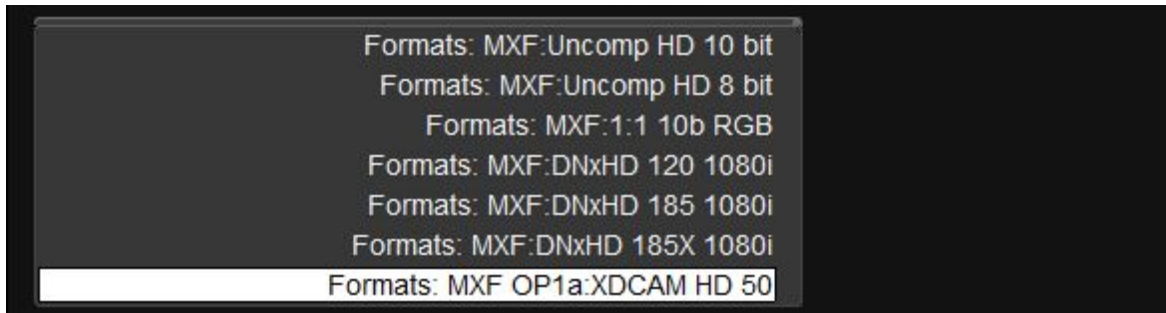 Formats: MXF:Uncomp HD 10 bit
Formats: MXF:Uncomp HD 8 bit
Formats: MXF:1:1 10b RGB
Formats: MXF:DNxHD 120 1080i
Formats: MXF:DNxHD 185 1080i
Formats: MXF:DNxHD 185X 1080i
Formats: MXF OP1a:XDCAM HD 50